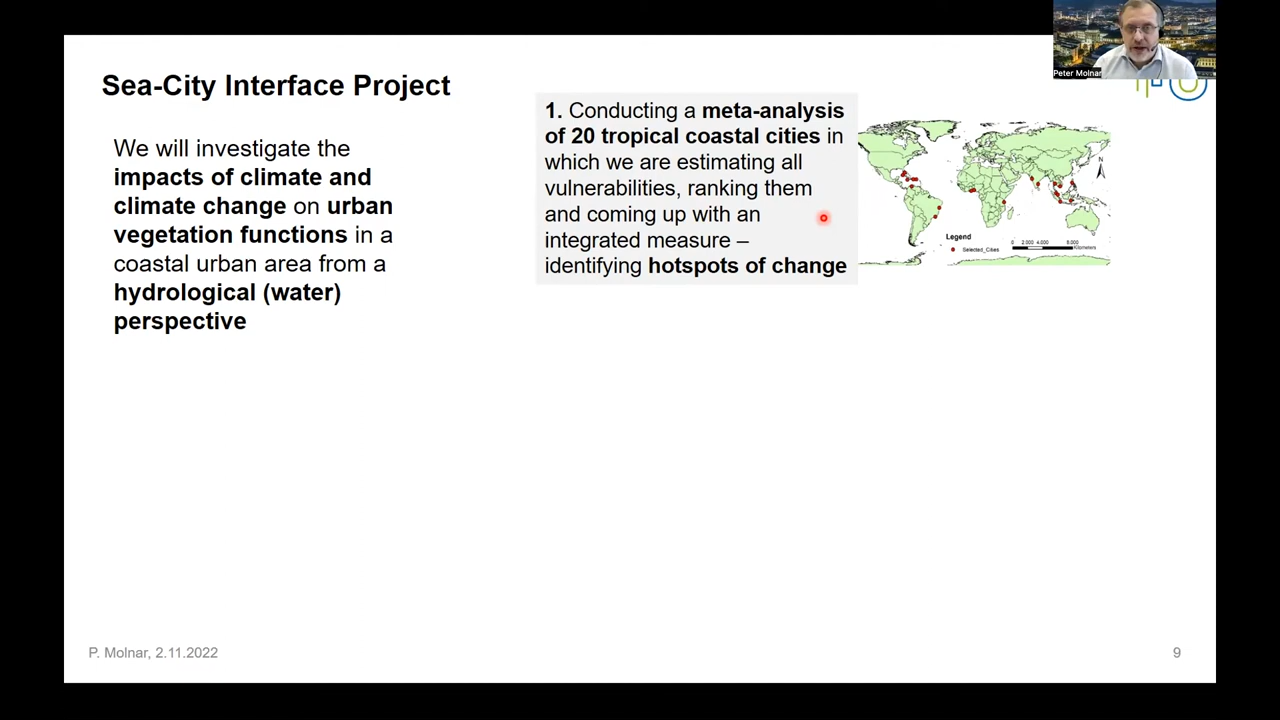 Peter Molnar
Sea-City Interface Project
We will investigate the
impacts of climate and
climate change on urban
vegetation functions in a
coastal urban area from a
hydrological (water)
perspective
1. Conducting a meta-analysis
of 20 tropical coastal cities in
which we are estimating all
vulnerabilities, ranking them
and coming up with an
integrated measure –
identifying hotspots of change
N
Legend
Selected_Cities
0 2.000 4.000 8.000
Kilometers
P. Molnar, 2.11.2022
9